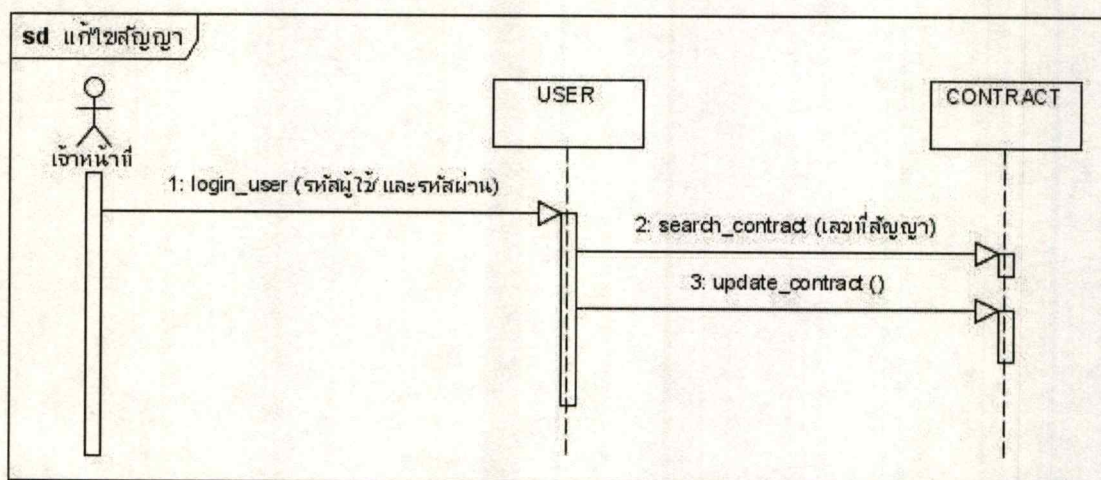 sd แก้ไขสัญญา
USER
CONTRACT
เจ้าหน้าที่
1: login_user (รหัสผู้ใช้ และรหัสผ่าน)
2: search_contract (เลขที่สัญญา)
3: update_contract ()